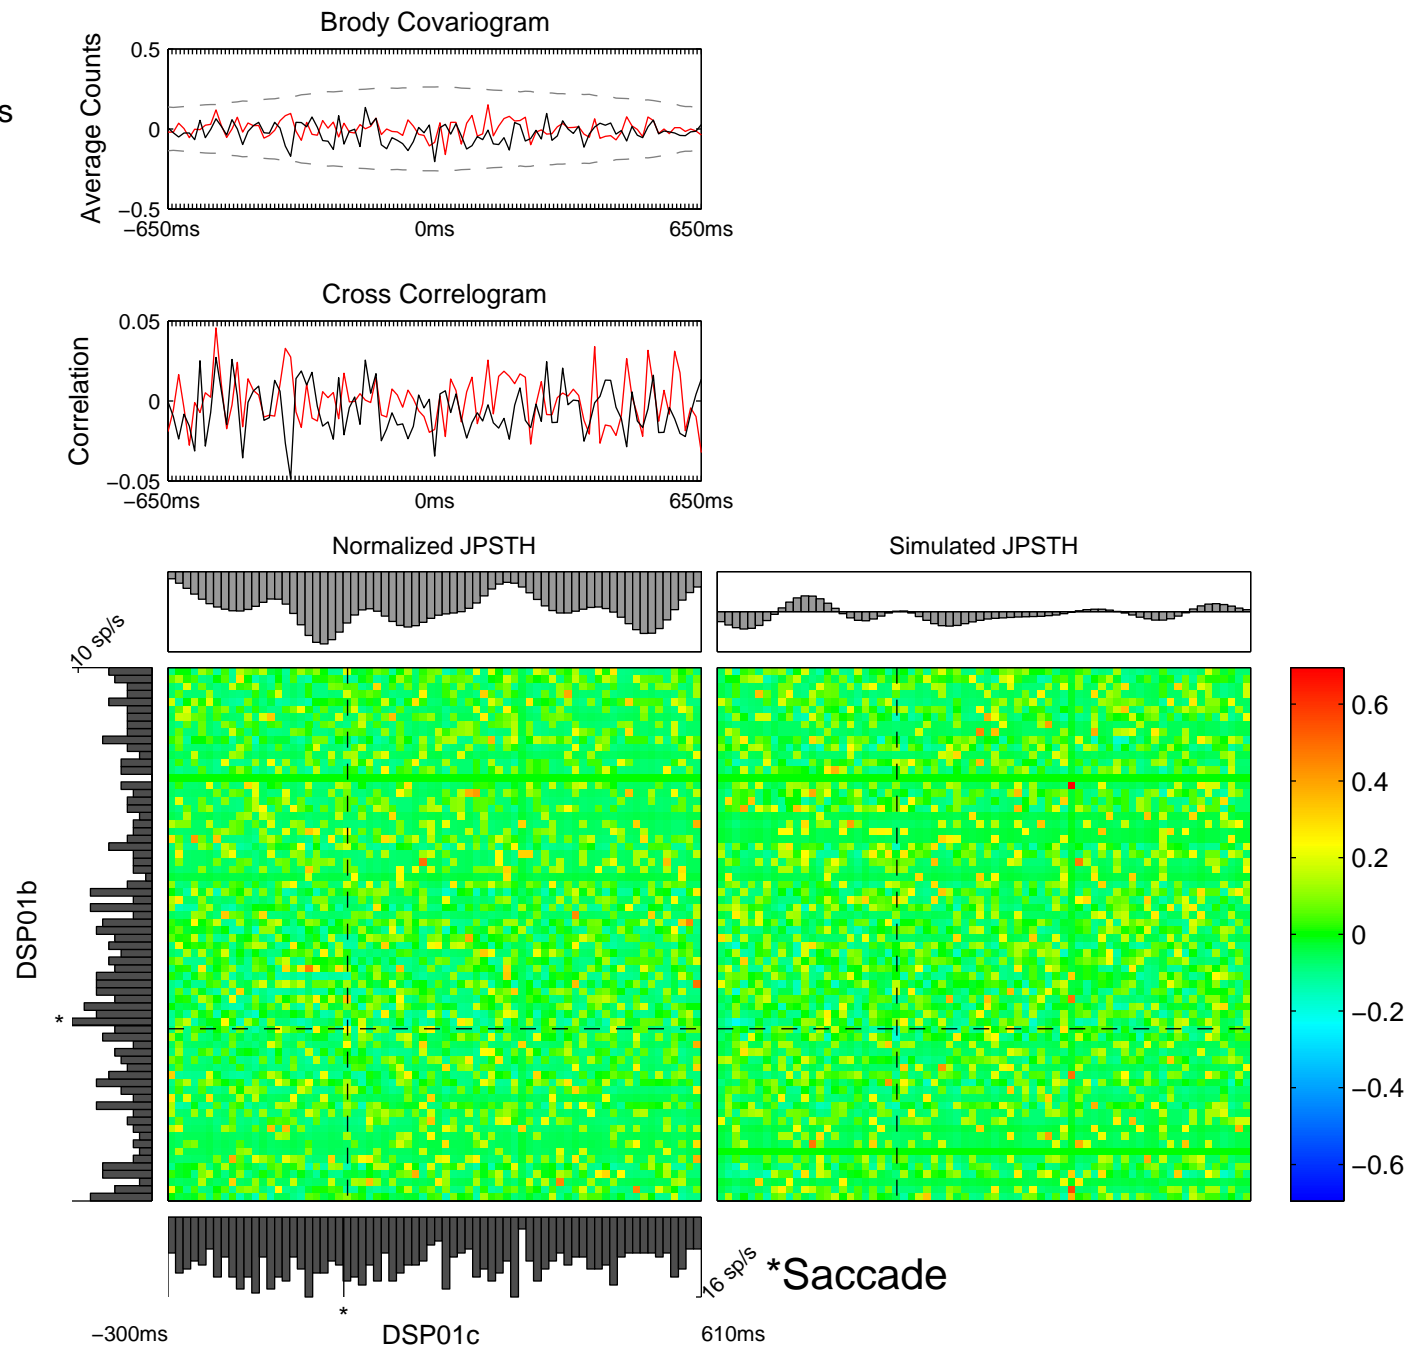 Brody Covariogram
s
Average Counts
0.5
0
−0.5
−650ms 0ms 650ms
Cross Correlogram
Correlation
0.05
0
−0.05
−650ms 0ms 650ms
Normalized JPSTH
Simulated JPSTH
10 sp/s
DSP01b
*
0.6
0.4
0.2
0
−0.2
−0.4
−0.6
16 sp/s
*Saccade
*
−300ms DSP01c 610ms